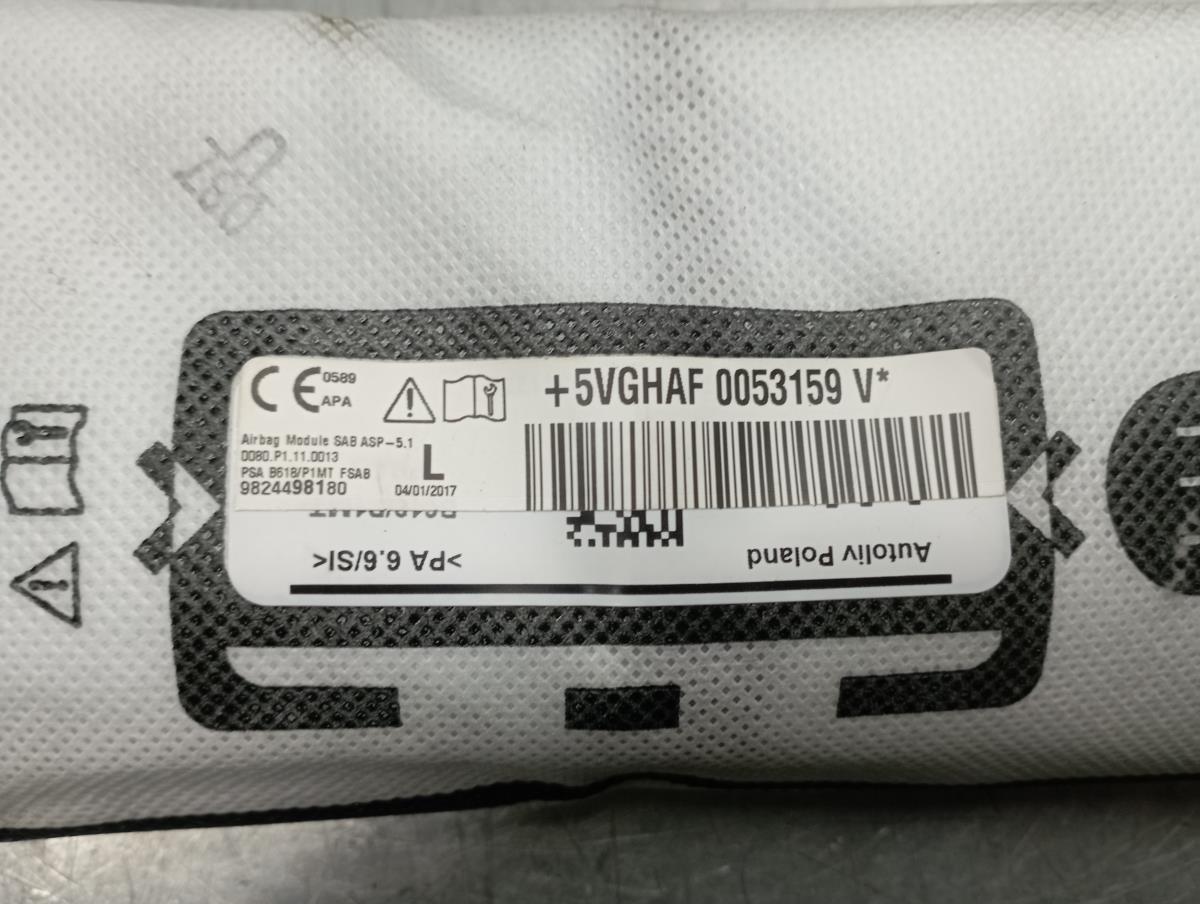 CE 0589
APA
+5VGHAF 0053159 V*
Airbag Module SAB ASP-5.1
0080.P1.11.0013
PSA B618/P1MT FSAB
9824498180
L
04/01/2017
>PA 6.6/SI<
Autoliv Poland